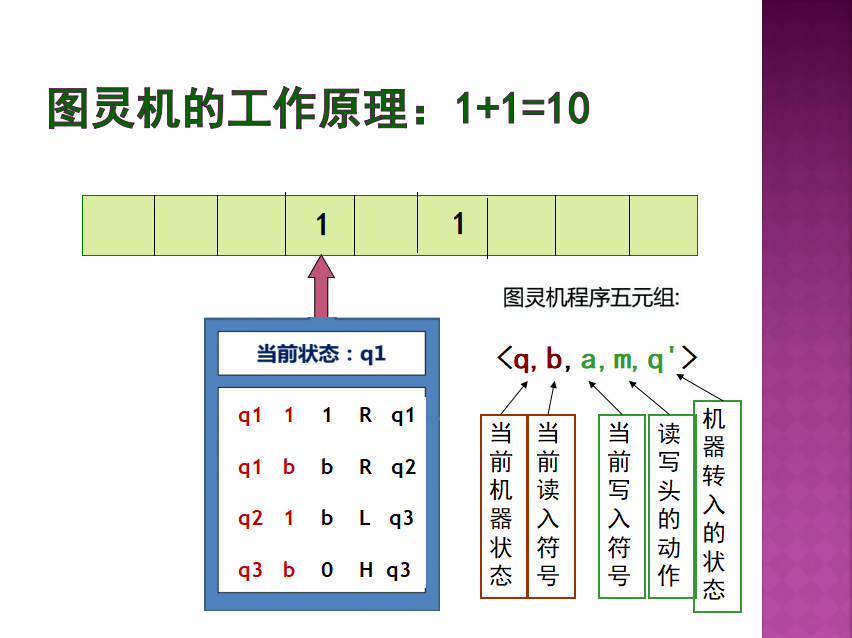 图灵机的工作原理：1+1=10
1 1
当前状态：q1
q1 1 1 R q1
q1 b b R q2
q2 1 b L q3
q3 b 0 H q3
图灵机程序五元组:
<q, b, a, m, q'>
当前机器状态
当前读入符号
当前写入符号
读写头的动作
机器转入的状态